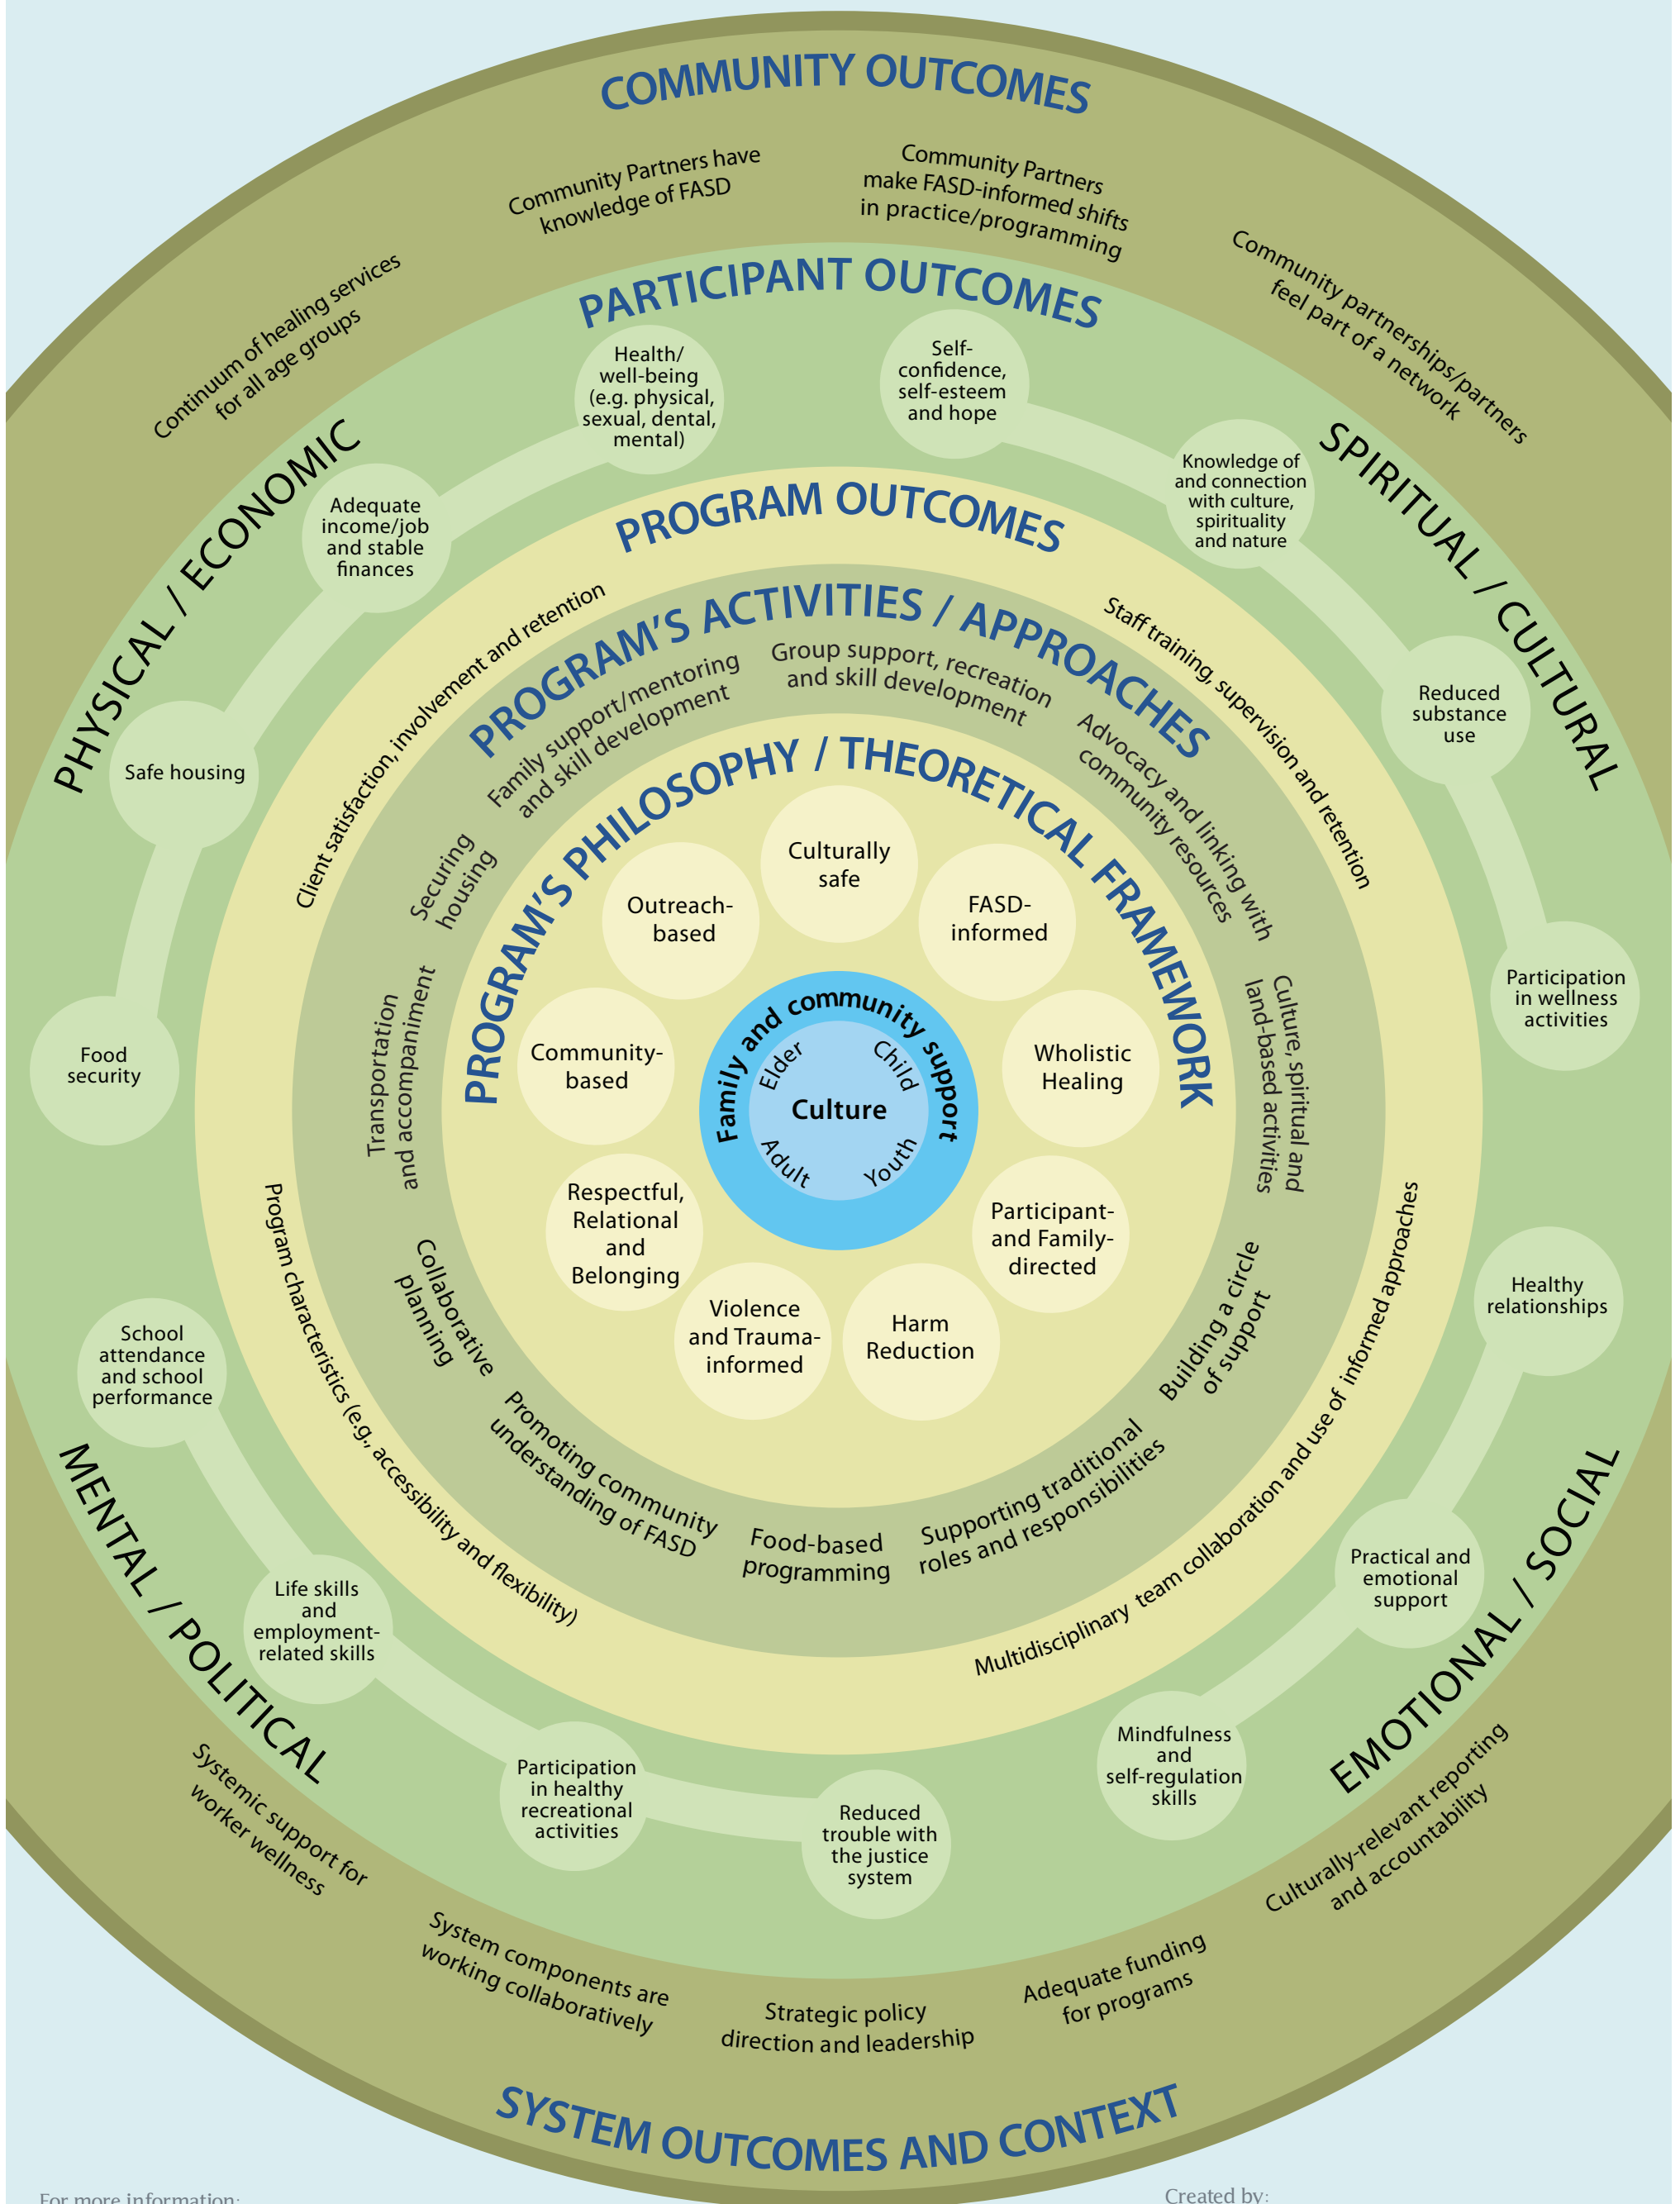 COMMUNITY OUTCOMES
Community Partners have
knowledge of FASD
Community Partners
make FASD-informed shifts
in practice/programming
Continuum of healing services
for all age groups
Community partnerships/partners
feel part of a network
PARTICIPANT OUTCOMES
PHYSICAL / ECONOMIC
Health/
well-being
(e.g. physical,
sexual, dental,
mental)
Adequate
income/job
and stable
finances
Safe housing
Food
security
SPIRITUAL / CULTURAL
Self-
confidence,
self-esteem
and hope
Knowledge of
and connection
with culture,
spirituality
and nature
Reduced
substance
use
Participation
in wellness
activities
PROGRAM OUTCOMES
Client satisfaction, involvement and retention
Staff training, supervision and retention
PROGRAM'S ACTIVITIES / APPROACHES
Family support/mentoring
and skill development
Group support, recreation
and skill development
Advocacy and linking with
community resources
Securing
housing
Transportation
and accompaniment
Culture, spiritual and
land-based activities
PROGRAM'S PHILOSOPHY / THEORETICAL FRAMEWORK
Culturally
safe
Outreach-
based
FASD-
informed
Community-
based
Wholistic
Healing
Family and community support
Elder
Child
Culture
Adult
Youth
Respectful,
Relational
and
Belonging
Participant-
and Family-
directed
Violence
and Trauma-
informed
Harm
Reduction
Collaborative
planning
Building a circle
of support
Promoting community
understanding of FASD
Food-based
programming
Supporting traditional
roles and responsibilities
Program characteristics (e.g., accessibility and flexibility)
Multidisciplinary team collaboration and use of informed approaches
MENTAL / POLITICAL
School
attendance
and school
performance
Life skills
and
employment-
related skills
Participation
in healthy
recreational
activities
Reduced
trouble with
the justice
system
EMOTIONAL / SOCIAL
Healthy
relationships
Practical and
emotional
support
Mindfulness
and
self-regulation
skills
Systemic support for
worker wellness
System components are
working collaboratively
Strategic policy
direction and leadership
Adequate funding
for programs
Culturally-relevant reporting
and accountability
SYSTEM OUTCOMES AND CONTEXT
For more information:
Created by: